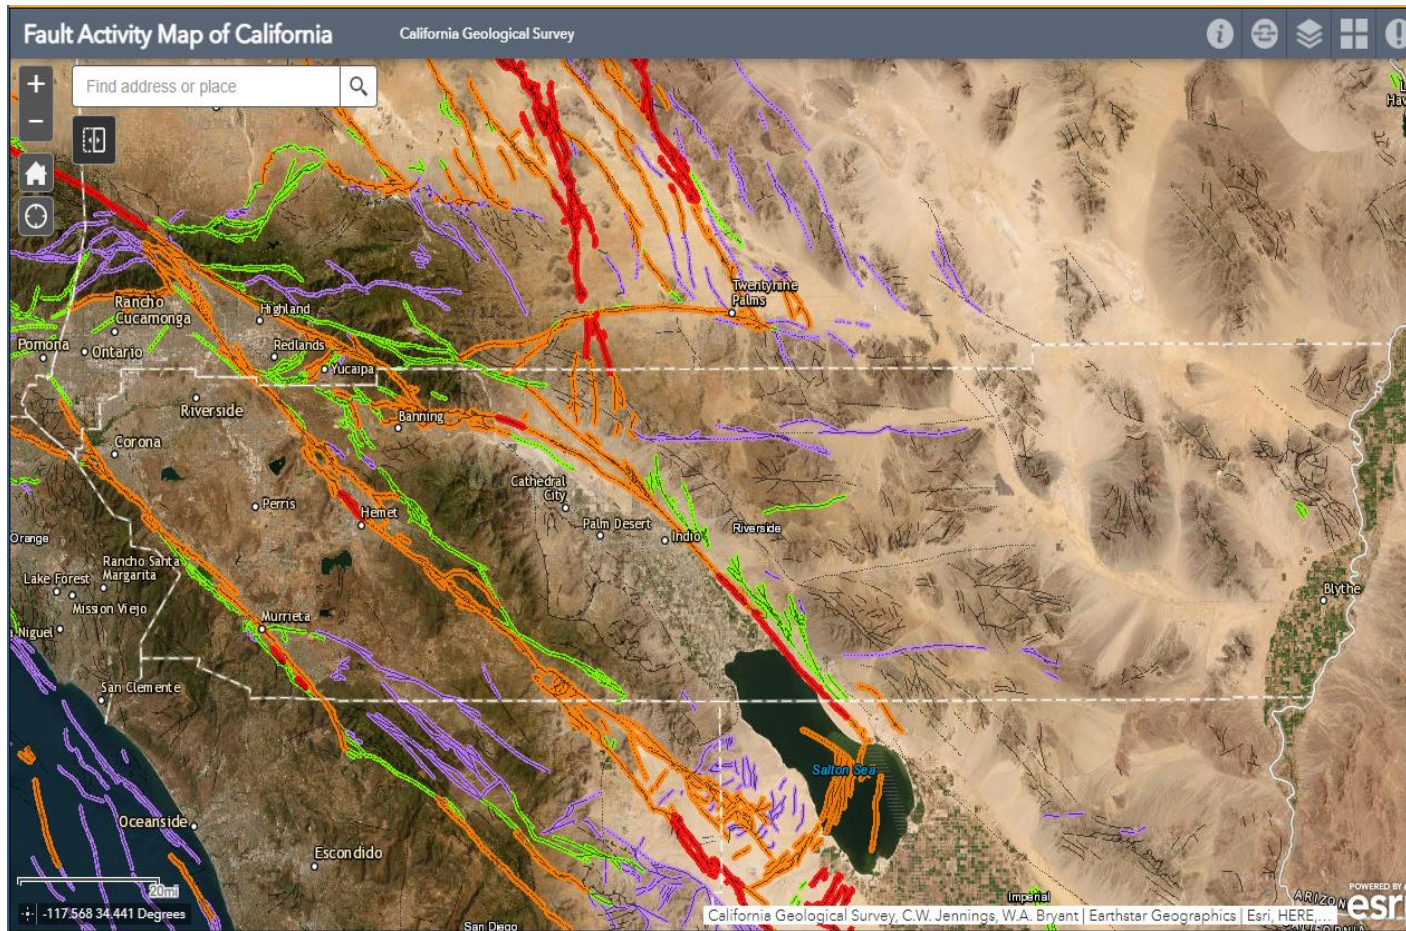 Fault Activity Map of California
California Geological Survey
+
Find address or place
−
Twentynine
Palms
Rancho
Cucamonga
Highland
Pomona
Ontario
Redlands
Yucaipa
Riverside
Banning
Corona
Cathedral
City
Perris
Hemet
Palm Desert
Indio
Riverside
Orange
Rancho Santa
Margarita
Lake Forest
Mission Viejo
Blythe
Murrieta
San Clemente
Salton Sea
Oceanside
Escondido
20mi
Imperial
ARIZON
CALIFORNIA
POWERED BY
esri
-117.568 34.441 Degrees
San Diego
California Geological Survey, C.W. Jennings, W.A. Bryant | Earthstar Geographics | Esri, HERE,...